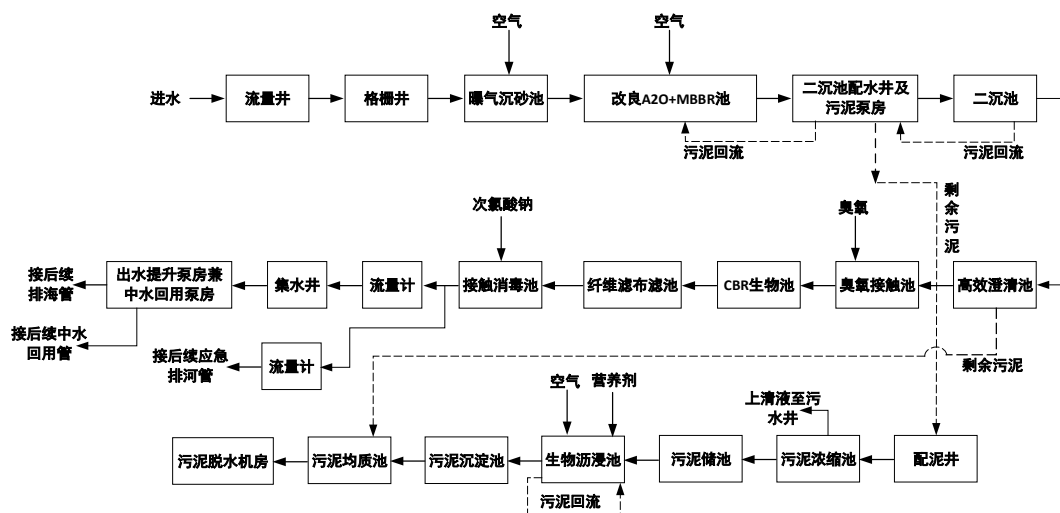 空气
空气
进水
流量井
格栅井
曝气沉砂池
改良A2O+MBBR池
二沉池配水井及
污泥泵房
二沉池
污泥回流
污泥回流
剩
余
污
泥
次氯酸钠
臭氧
接后续
排海管
出水提升泵房兼
中水回用泵房
集水井
流量计
接触消毒池
纤维滤布滤池
CBR生物池
臭氧接触池
高效澄清池
接后续中水
回用管
接后续应急
排河管
流量计
剩余污泥
空气
营养剂
上清液至污
水井
污泥脱水机房
污泥均质池
污泥沉淀池
生物沥浸池
污泥储池
污泥浓缩池
配泥井
污泥回流